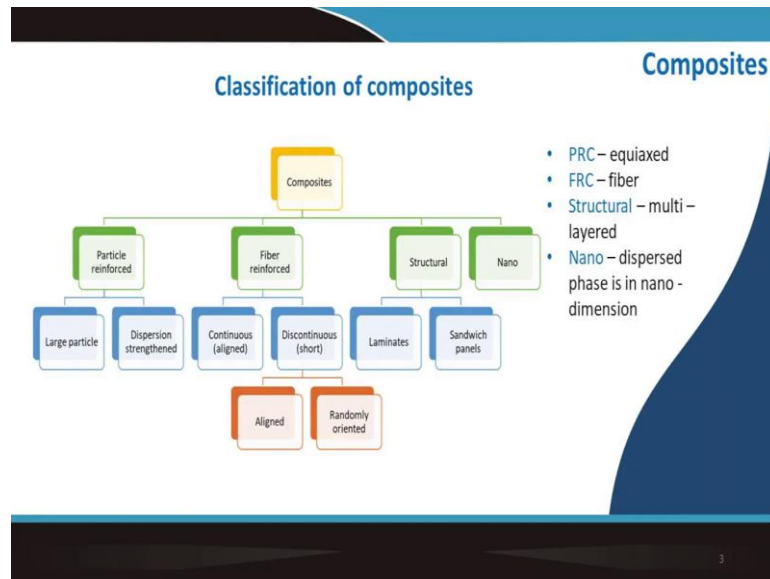 Composites
Classification of composites
Composites
Particle
reinforced
Fiber
reinforced
Structural
Nano
Large particle
Dispersion
strengthened
Continuous
(aligned)
Discontinuous
(short)
Laminates
Sandwich
panels
Aligned
Randomly
oriented
• PRC – equiaxed
• FRC – fiber
• Structural – multi –
layered
• Nano – dispersed
phase is in nano -
dimension
3